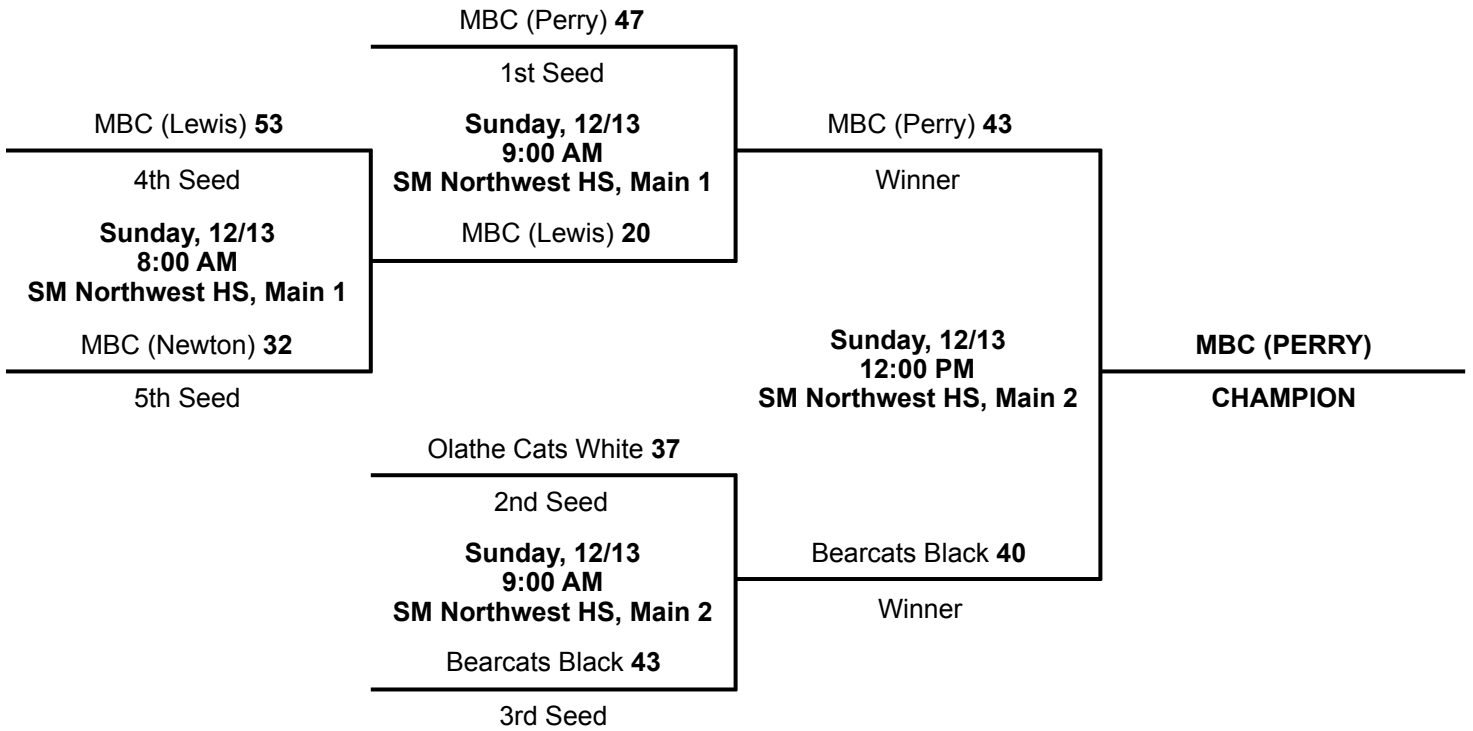 MBC (Perry) 47
1st Seed
MBC (Lewis) 53
4th Seed
Sunday, 12/13
8:00 AM
SM Northwest HS, Main 1
MBC (Newton) 32
5th Seed
Sunday, 12/13
9:00 AM
SM Northwest HS, Main 1
MBC (Lewis) 20
MBC (Perry) 43
Winner
Olathe Cats White 37
2nd Seed
Sunday, 12/13
9:00 AM
SM Northwest HS, Main 2
Bearcats Black 43
3rd Seed
Sunday, 12/13
12:00 PM
SM Northwest HS, Main 2
Bearcats Black 40
Winner
MBC (PERRY)
CHAMPION